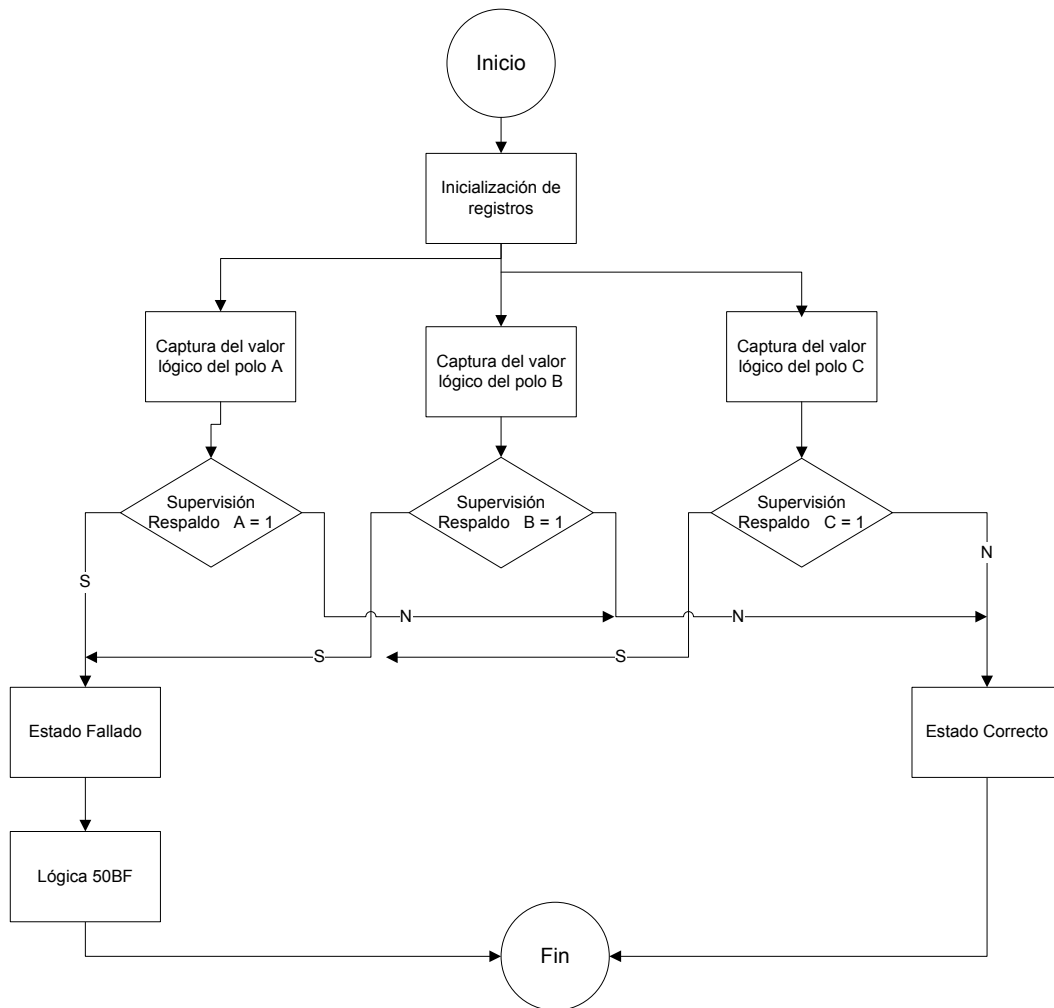 Inicio
Inicialización de
registros
Captura del valor
lógico del polo A
Captura del valor
lógico del polo B
Captura del valor
lógico del polo C
Supervisión
Respaldo A = 1
Supervisión
Respaldo B = 1
Supervisión
Respaldo C = 1
S
N
N
N
S
S
Estado Fallado
Estado Correcto
Lógica 50BF
Fin